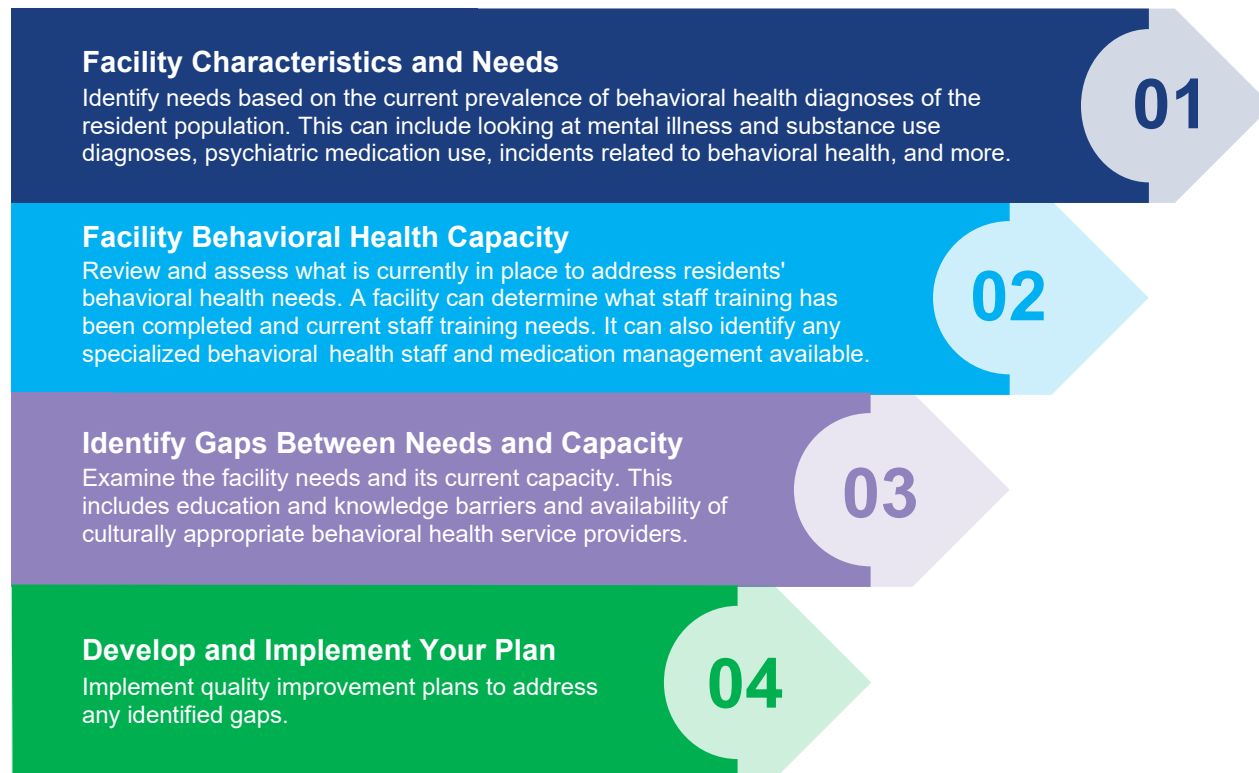 Facility Characteristics and Needs
Identify needs based on the current prevalence of behavioral health diagnoses of the
resident population. This can include looking at mental illness and substance use
diagnoses, psychiatric medication use, incidents related to behavioral health, and more.
01
Facility Behavioral Health Capacity
Review and assess what is currently in place to address residents'
behavioral health needs. A facility can determine what staff training has
been completed and current staff training needs. It can also identify any
specialized behavioral health staff and medication management available.
02
Identify Gaps Between Needs and Capacity
Examine the facility needs and its current capacity. This
includes education and knowledge barriers and availability of
culturally appropriate behavioral health service providers.
03
Develop and Implement Your Plan
Implement quality improvement plans to address
any identified gaps.
04